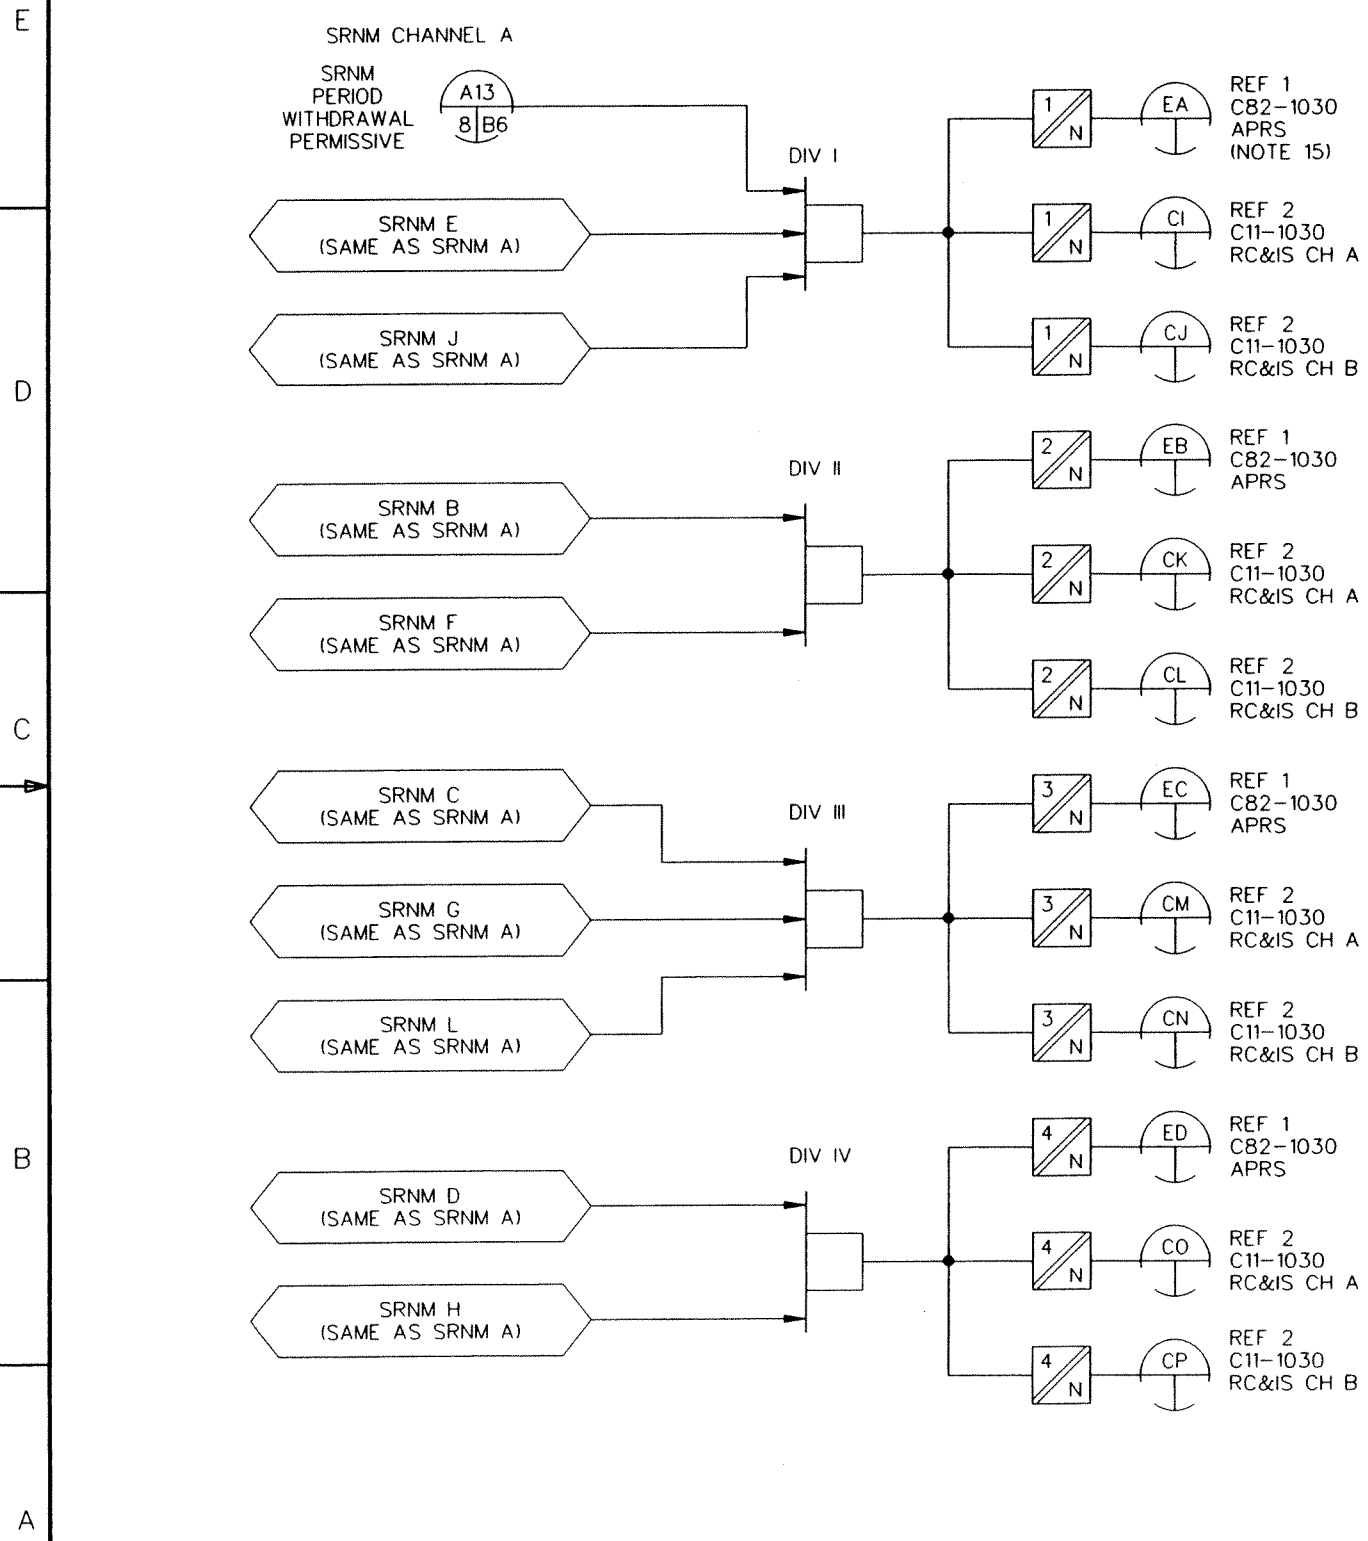 E
SRNM CHANNEL A
SRNM
PERIOD
WITHDRAWAL
PERMISSIVE
A13
8 B6
DIV I
SRNM E
(SAME AS SRNM A)
SRNM J
(SAME AS SRNM A)
1
N
EA
REF 1
C82-1030
APRS
(NOTE 15)
1
N
CI
REF 2
C11-1030
RC&IS CH A
1
N
CJ
REF 2
C11-1030
RC&IS CH B
D
DIV II
SRNM B
(SAME AS SRNM A)
SRNM F
(SAME AS SRNM A)
2
N
EB
REF 1
C82-1030
APRS
2
N
CK
REF 2
C11-1030
RC&IS CH A
2
N
CL
REF 2
C11-1030
RC&IS CH B
C
DIV III
SRNM C
(SAME AS SRNM A)
SRNM G
(SAME AS SRNM A)
SRNM L
(SAME AS SRNM A)
3
N
EC
REF 1
C82-1030
APRS
3
N
CM
REF 2
C11-1030
RC&IS CH A
3
N
CN
REF 2
C11-1030
RC&IS CH B
B
DIV IV
SRNM D
(SAME AS SRNM A)
SRNM H
(SAME AS SRNM A)
4
N
ED
REF 1
C82-1030
APRS
4
N
CO
REF 2
C11-1030
RC&IS CH A
4
N
CP
REF 2
C11-1030
RC&IS CH B
A